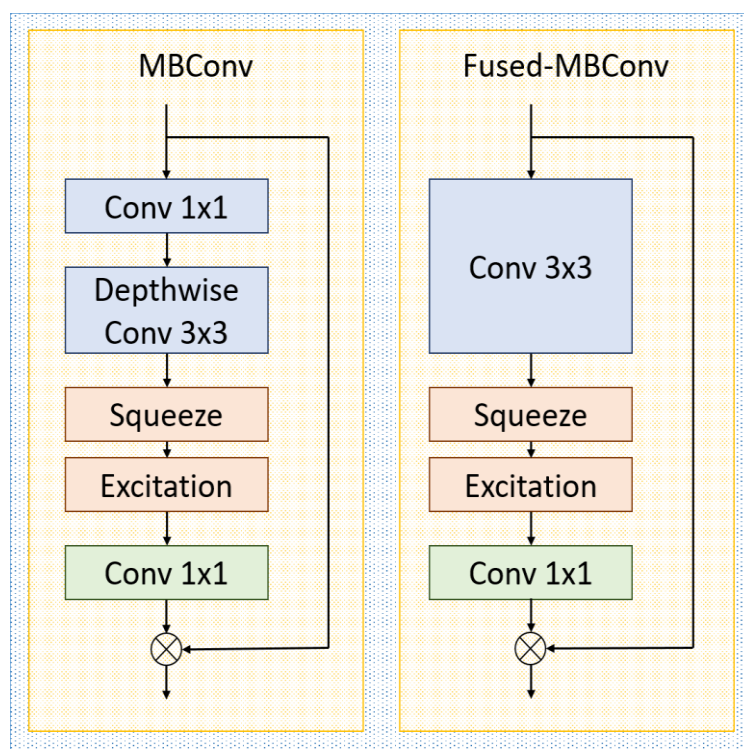 MBConv
Conv 1x1
Depthwise
Conv 3x3
Squeeze
Excitation
Conv 1x1
Fused-MBConv
Conv 3x3
Squeeze
Excitation
Conv 1x1